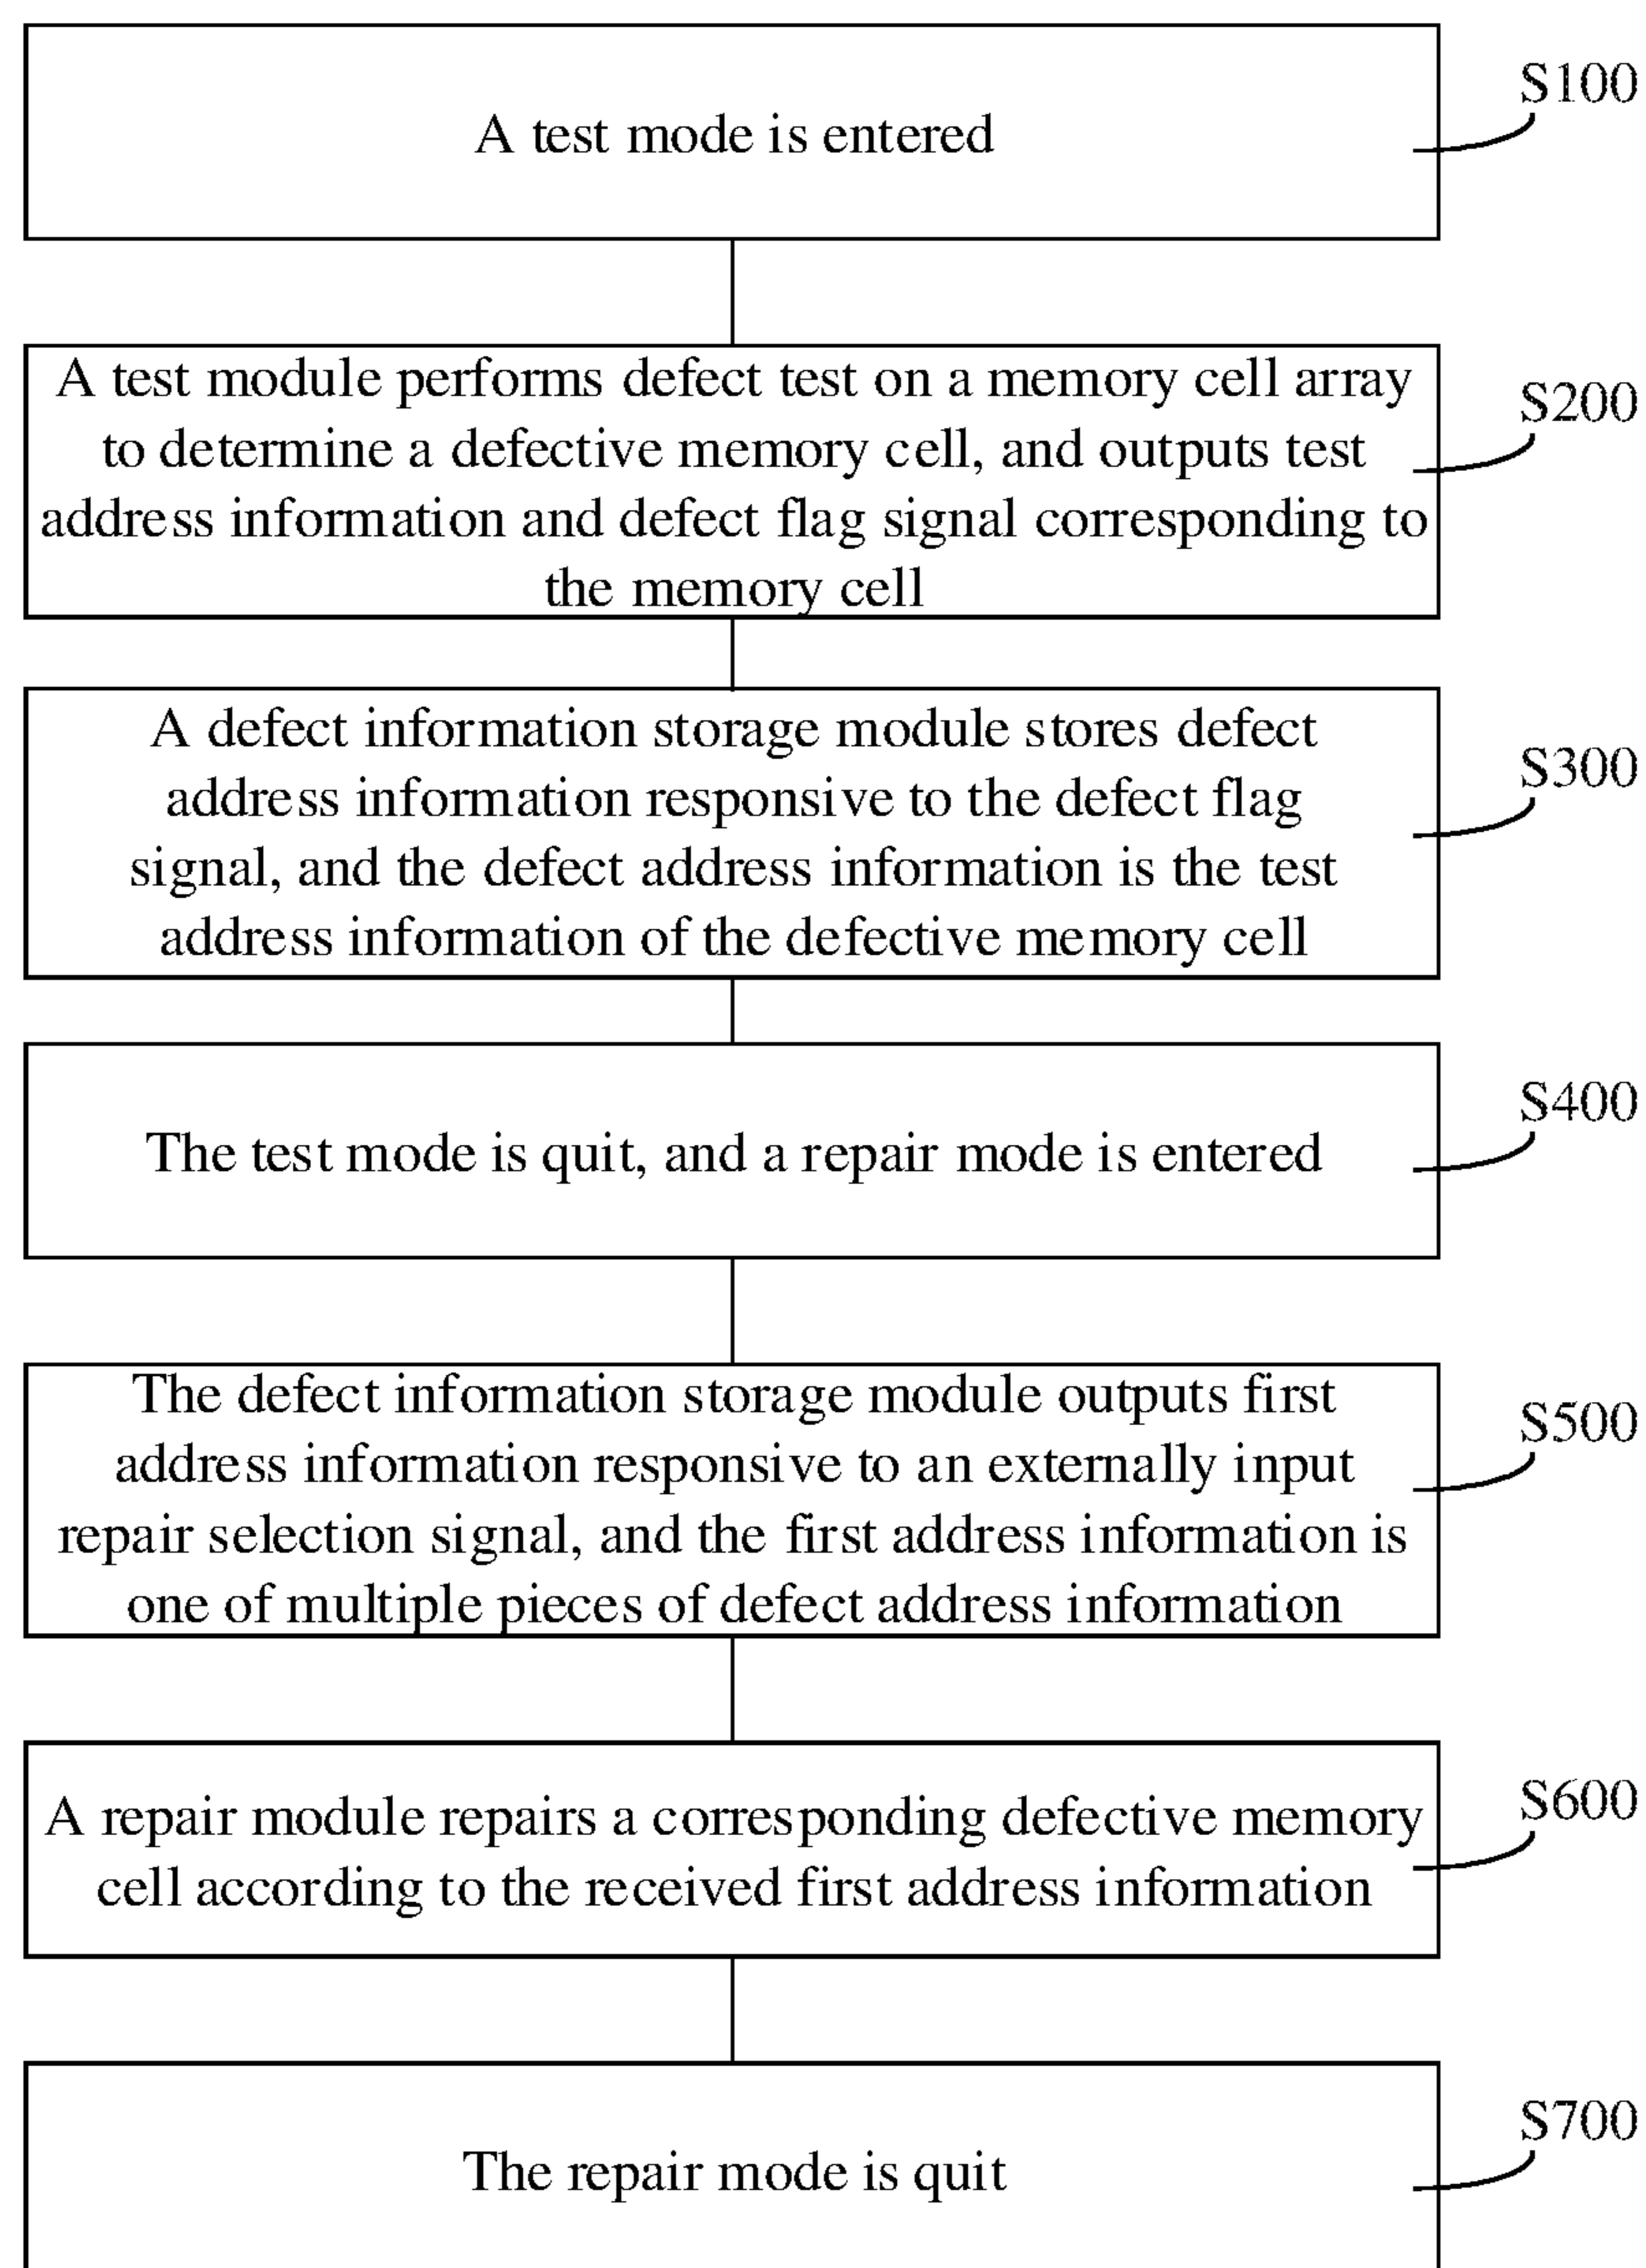 A test mode is entered
S100
A test module performs defect test on a memory cell array
to determine a defective memory cell, and outputs test
address information and defect flag signal corresponding to
the memory cell
S200
A defect information storage module stores defect
address information responsive to the defect flag
signal, and the defect address information is the test
address information of the defective memory cell
S300
The test mode is quit, and a repair mode is entered
S400
The defect information storage module outputs first
address information responsive to an externally input
repair selection signal, and the first address information is
one of multiple pieces of defect address information
S500
A repair module repairs a corresponding defective memory
cell according to the received first address information
S600
The repair mode is quit
S700